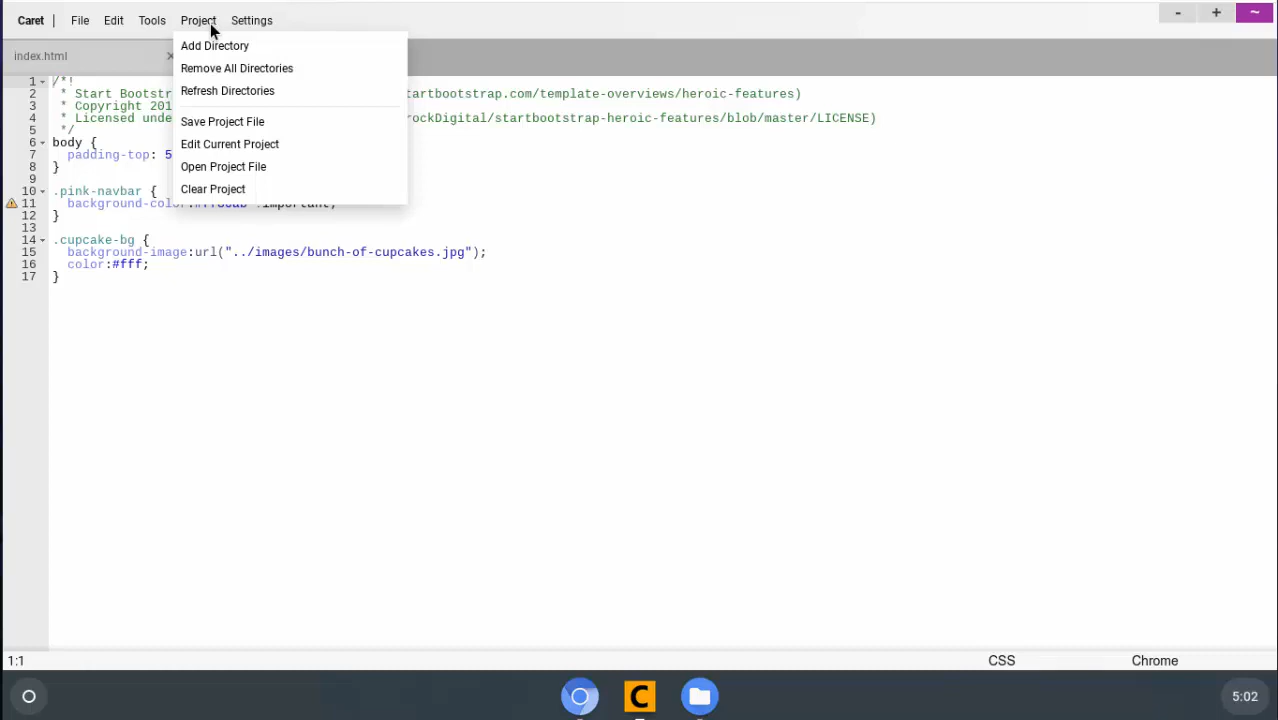 Caret | File Edit Tools Project Settings - + ~
index.html ×
Add Directory
Remove All Directories
Refresh Directories
Save Project File
Edit Current Project
Open Project File
Clear Project
1 /*!
2 * Start Bootstr tartbootstrap.com/template-overviews/heroic-features)
3 * Copyright 201
4 * Licensed unde rockDigital/startbootstrap-heroic-features/blob/master/LICENSE)
5 */
6 body {
7 padding-top: 5
8 }
9
10 .pink-navbar {
11 background-col
12 }
13
14 .cupcake-bg {
15 background-image:url("../images/bunch-of-cupcakes.jpg");
16 color:#fff;
17 }
1:1 CSS Chrome
C 5:02